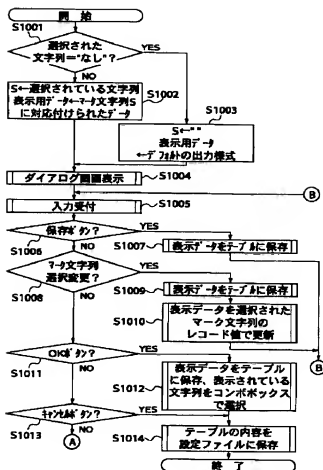 開 始
S1001
選択された
文字列="なし"?
YES
NO
S←選択されている文字列
表示用データ←マーク文字列S
に対応付けられたデータ
S1002
S1003
S←""
表示用データ
←デフォルトの出力様式
ダイアログ画面表示
S1004
B
入力受付
S1005
保存ボタン?
YES
S1006
NO
S1007
表示データをテーブルに保存
マーク文字列
選択変更?
YES
S1008
NO
S1009
表示データをテーブルに保存
S1010
表示データを選択された
マーク文字列の
レコード値で更新
OKボタン?
YES
S1011
NO
B
S1012
表示データをテーブル
に保存、表示されている
文字列をコンボボックス
で選択
キャンセルボタン?
YES
S1013
NO
A
S1014
テーブルの内容を
設定ファイルに保存
終 了